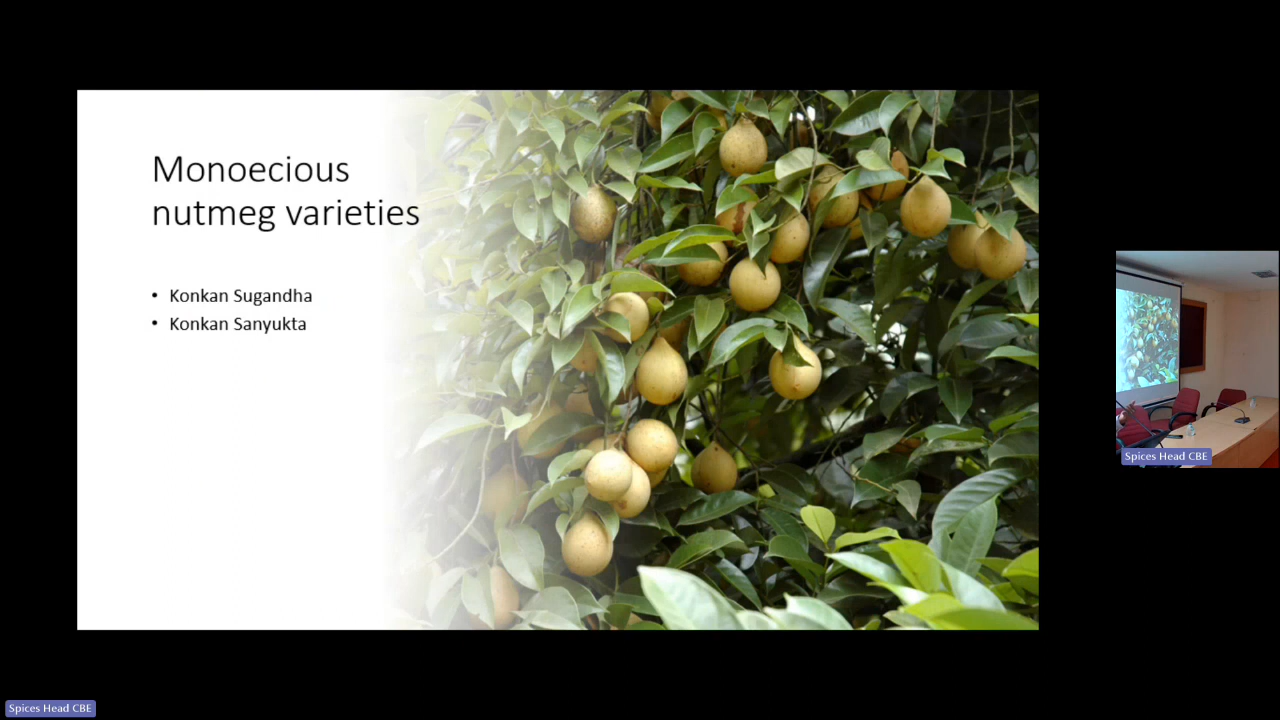 Monoecious
nutmeg varieties
• Konkan Sugandha
• Konkan Sanyukta
Spices Head CBE
Spices Head CBE